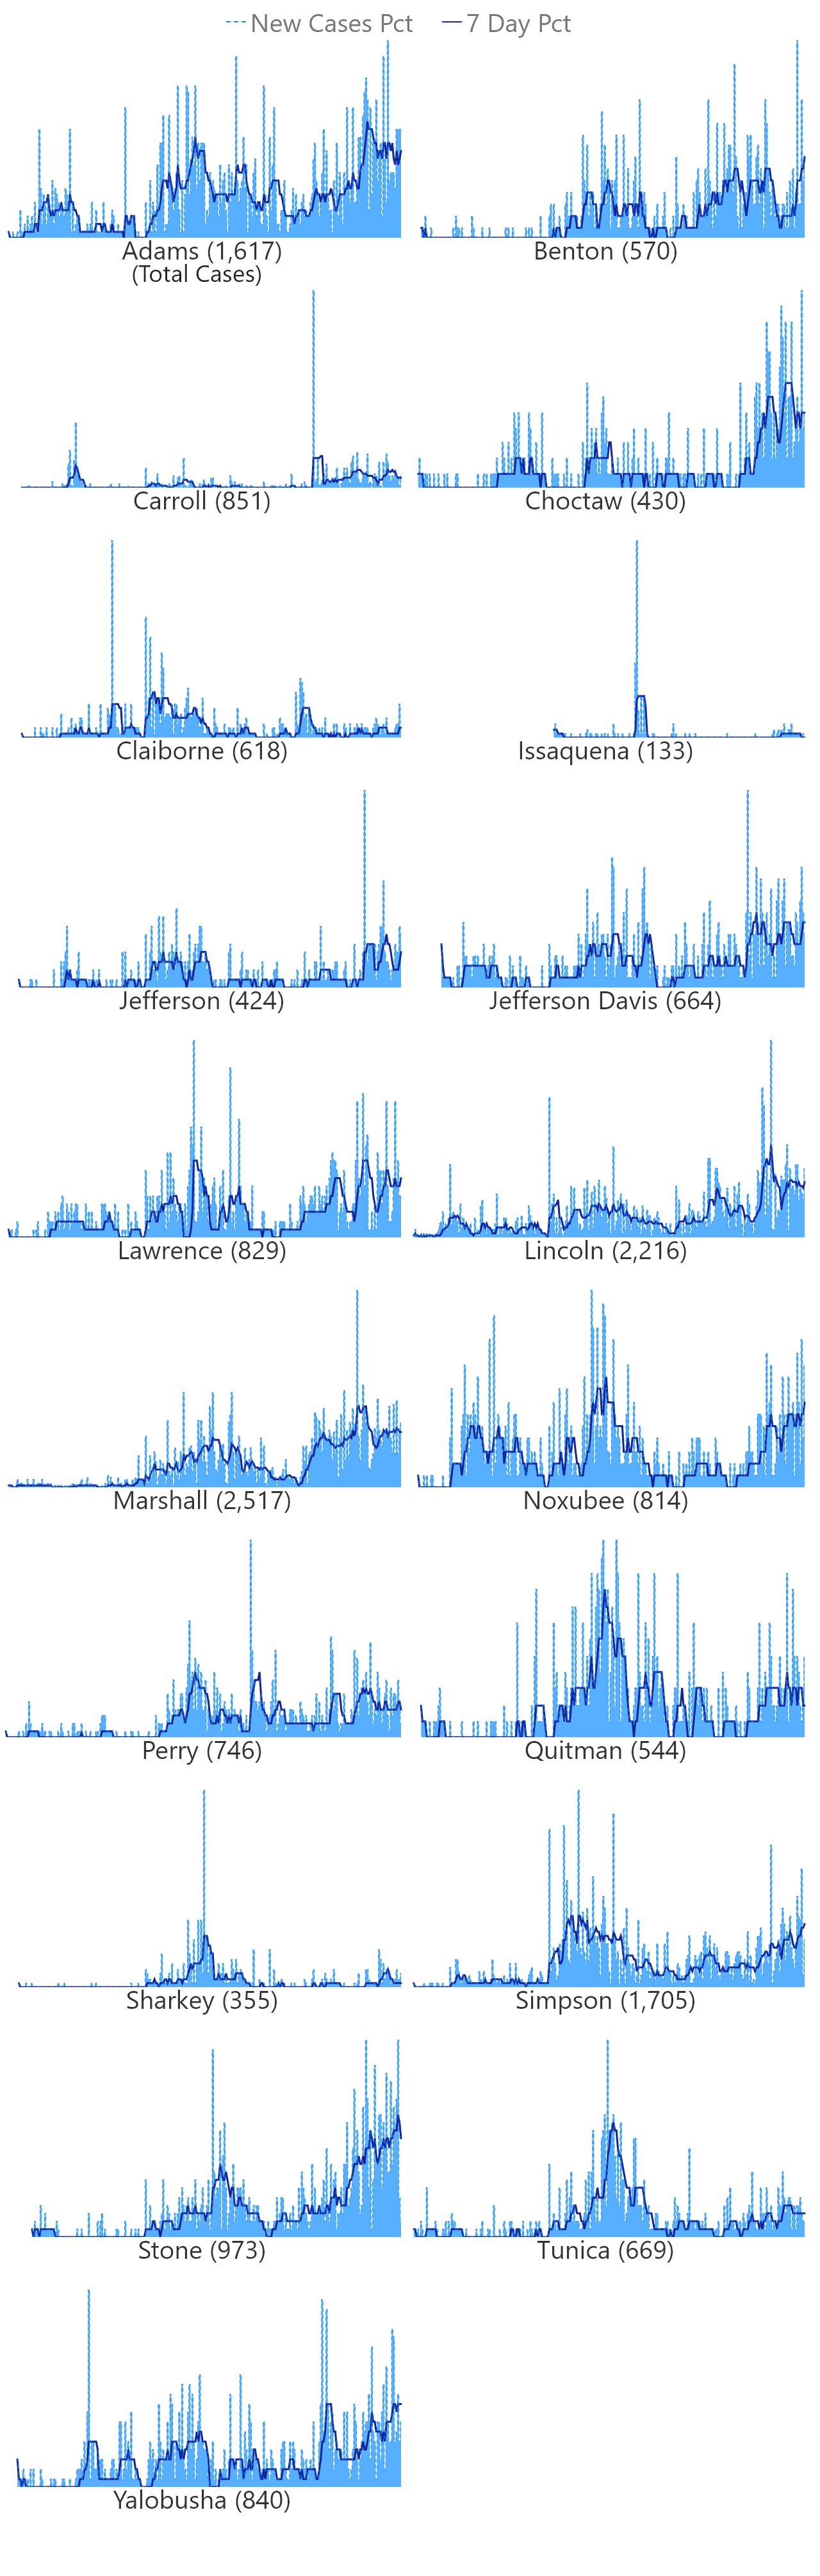 New Cases Pct 7 Day Pct
Adams (1,617) Benton (570)
(Total Cases)
Carroll (851) Choctaw (430)
Claiborne (618) Issaquena (133)
Jefferson (424) Jefferson Davis (664)
Lawrence (829) Lincoln (2,216)
Marshall (2,517) Noxubee (814)
Perry (746) Quitman (544)
Sharkey (355) Simpson (1,705)
Stone (973) Tunica (669)
Yalobusha (840)